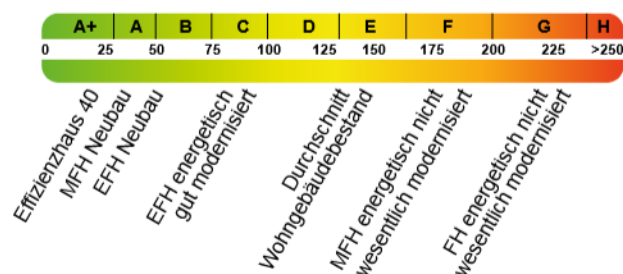 A+ A B C D E F G H
0 25 50 75 100 125 150 175 200 225 >250
Effizienzhaus 40
MFH Neubau
EFH Neubau
EFH energetisch
gut modernisiert
Durchschnitt
Wohngebäudebestand
MFH energetisch nicht
wesentlich modernisiert
FH energetisch nicht
wesentlich modernisiert